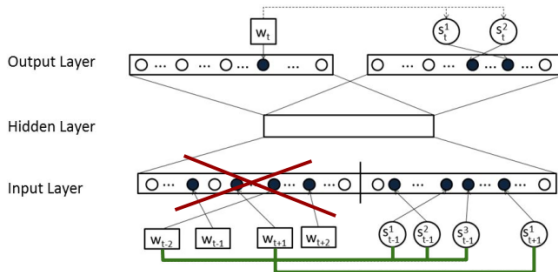 w_t s_t^1 s_t^2
Output Layer
Hidden Layer
Input Layer
w_{t-2} w_{t-1} w_{t+1} w_{t+2} s_{t-1}^1 s_{t-1}^2 s_{t-1}^3 s_{t+1}^1